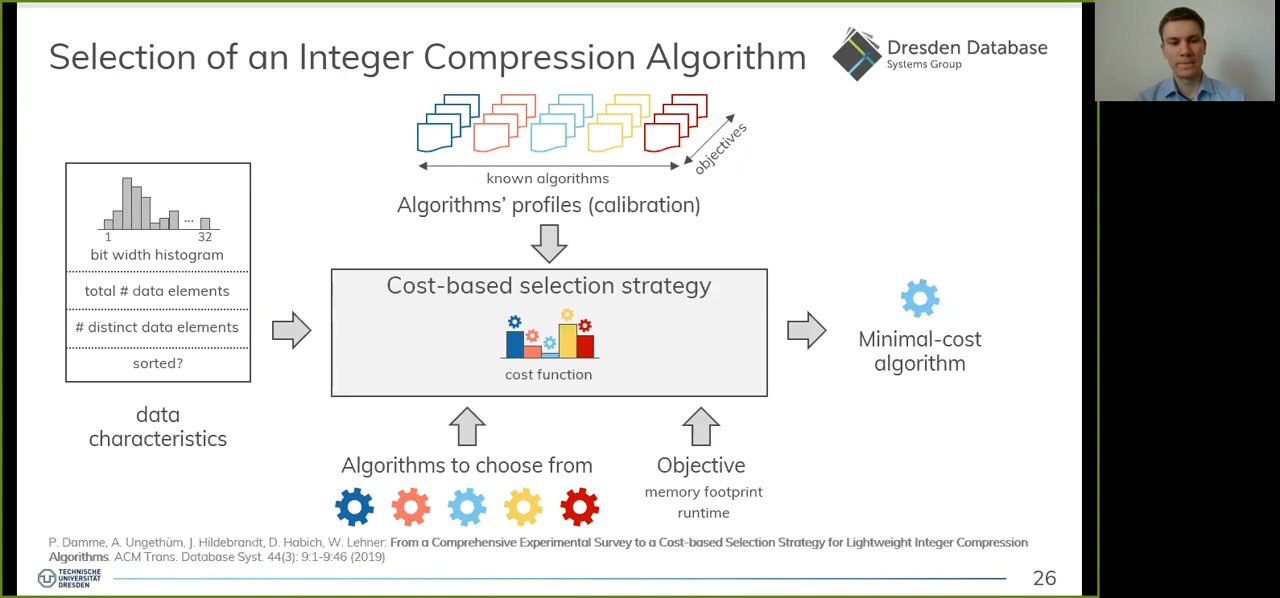 Selection of an Integer Compression Algorithm
Dresden Database
Systems Group
objectives
known algorithms
Algorithms' profiles (calibration)
1 ... 32
bit width histogram
total # data elements
# distinct data elements
sorted?
data
characteristics
Cost-based selection strategy
cost function
Minimal-cost
algorithm
Algorithms to choose from
Objective
memory footprint
runtime
P. Damme, A. Ungethüm, J. Hildebrandt, D. Habich, W. Lehner: From a Comprehensive Experimental Survey to a Cost-based Selection Strategy for Lightweight Integer Compression
Algorithms. ACM Trans. Database Syst. 44(3): 9:1-9:46 (2019)
TECHNISCHE
UNIVERSITÄT
DRESDEN
26